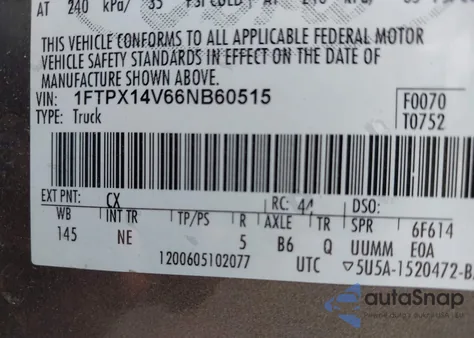 AT 240 kPa/ 35 PSI COLD AT 240
THIS VEHICLE CONFORMS TO ALL APPLICABLE FEDERAL MOTOR
VEHICLE SAFETY STANDARDS IN EFFECT ON THE DATE OF
MANUFACTURE SHOWN ABOVE.
VIN: 1FTPX14V66NB60515 F0070
TYPE: Truck T0752
EXT PNT: CX RC: 44 DSO:
WB INT TR TP/PS R AXLE TR SPR 6F614
145 NE 5 B6 Q UUMM E0A
1200605102077 UTC ▽5U5A-1520472-B
autoSnap